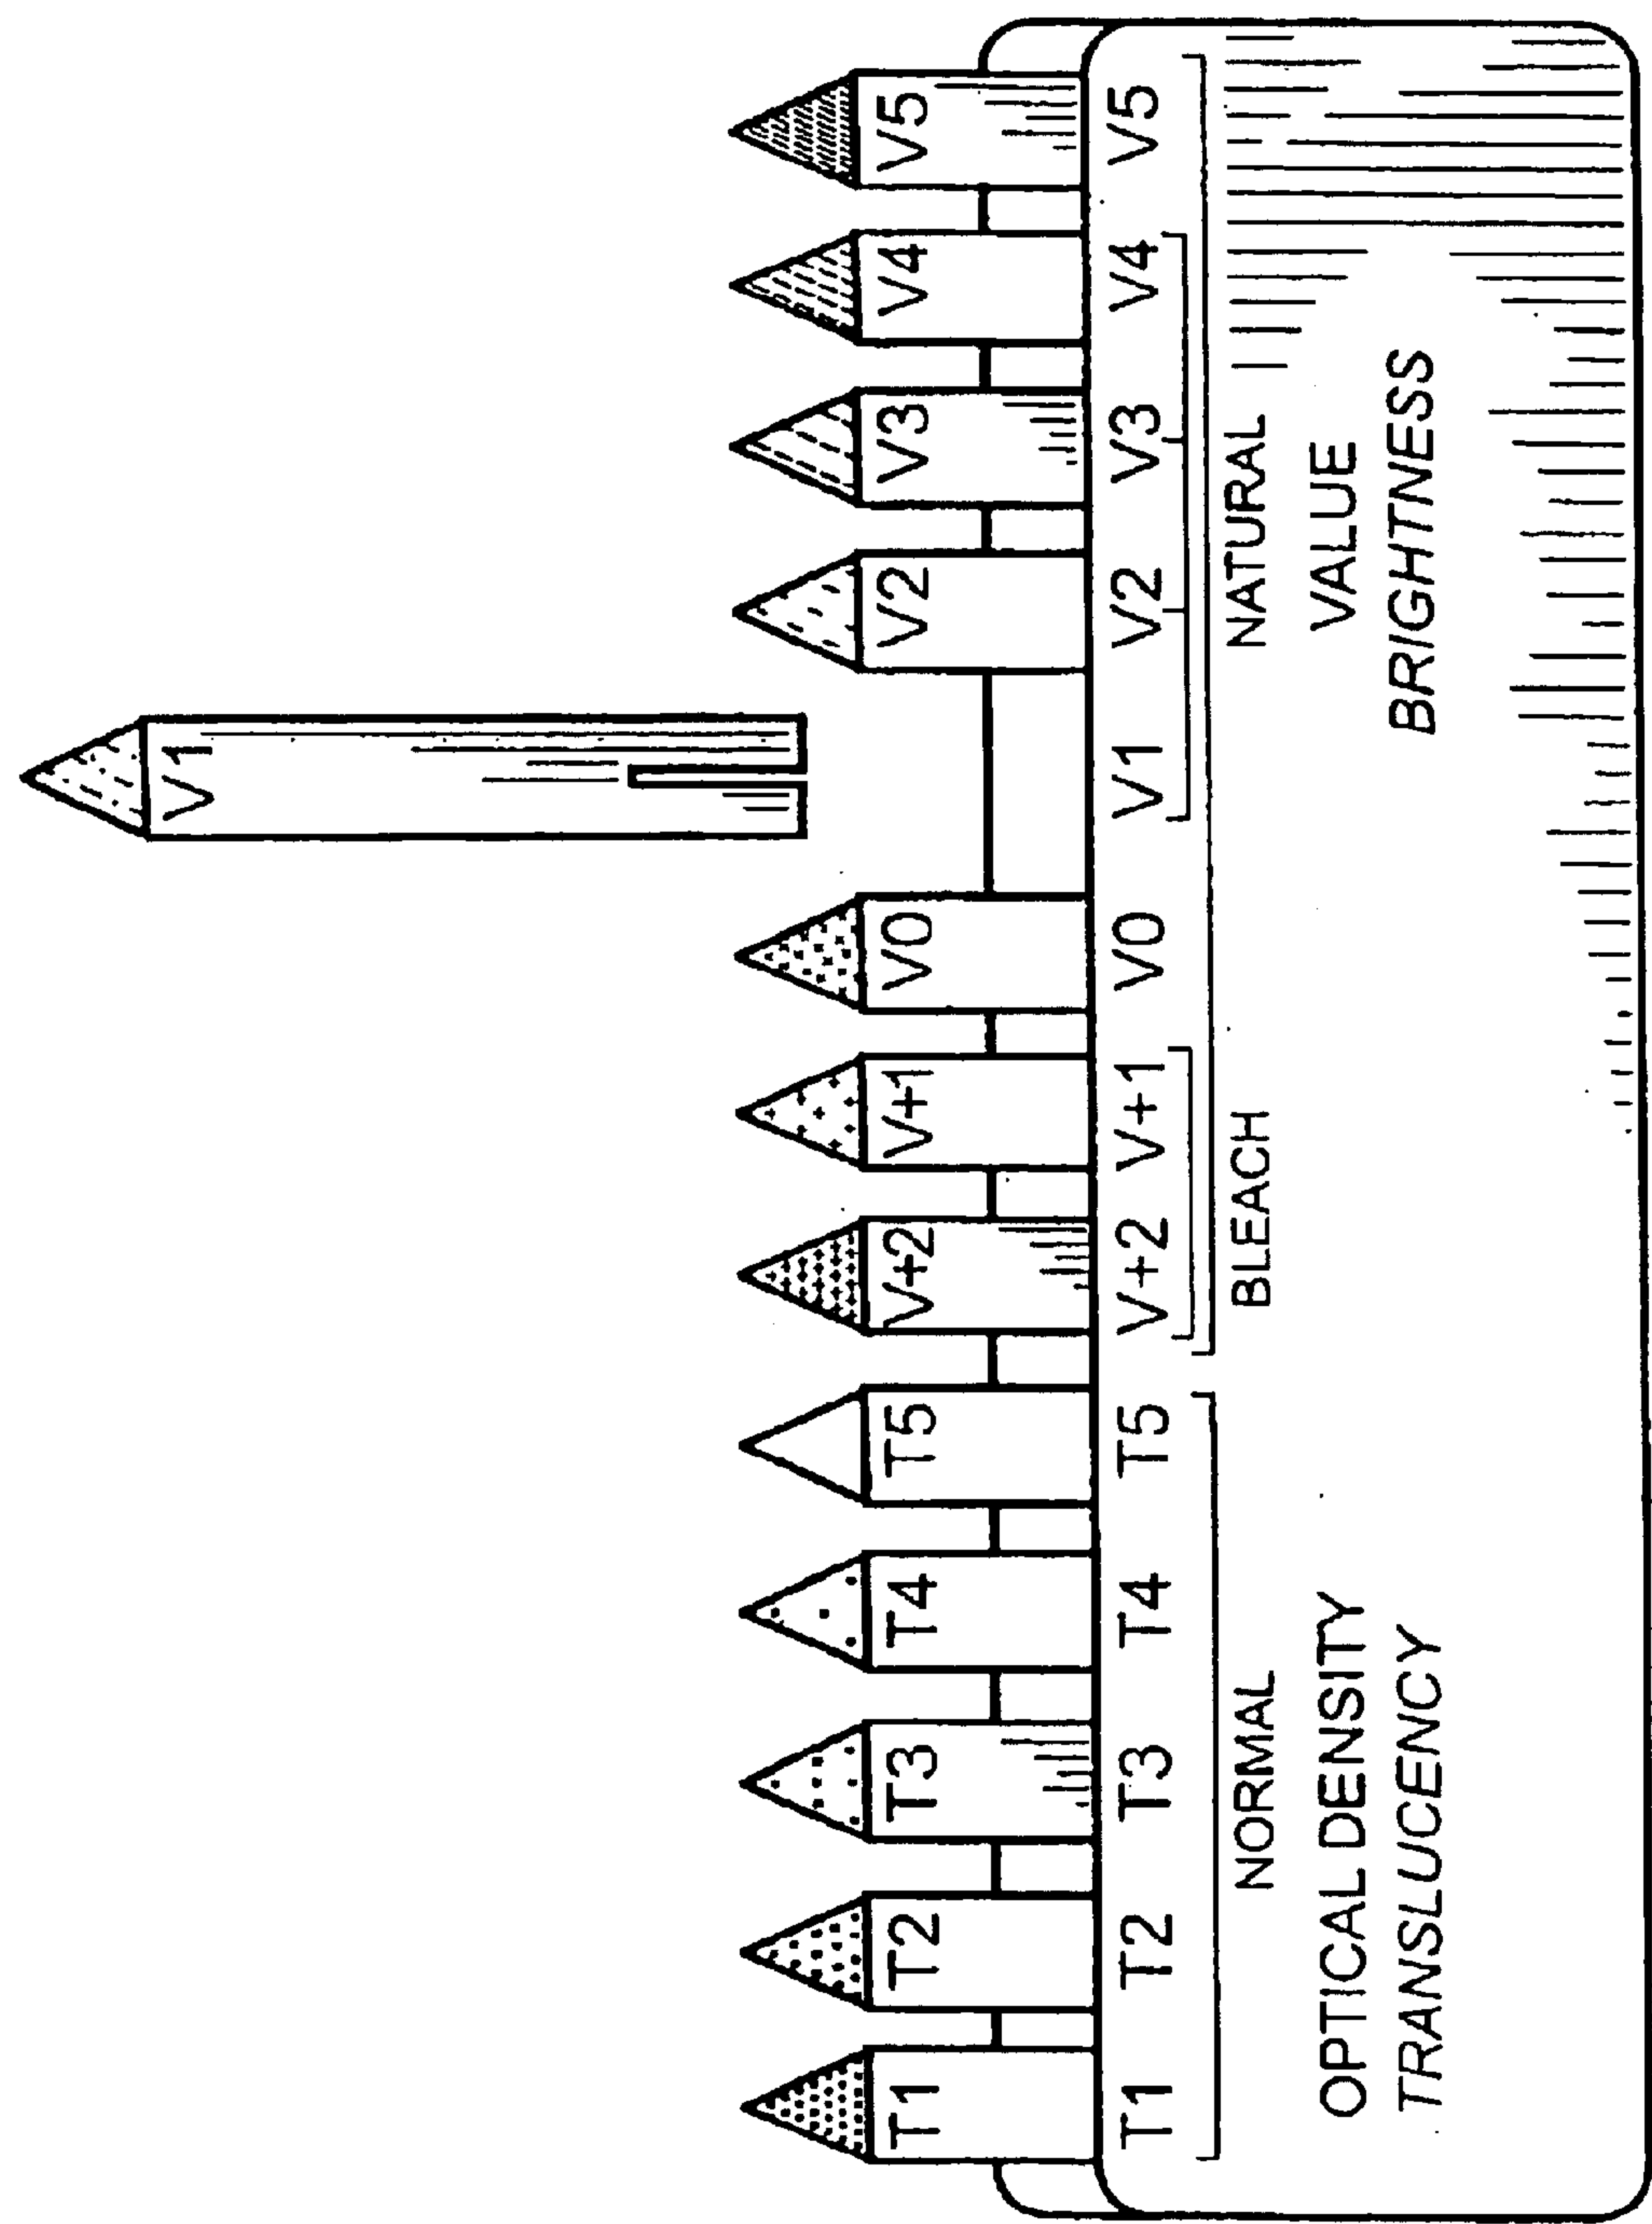 V1
T1 T2 T3 T4 T5 V+2 V+1 V0 V2 V3 V4 V5
T1 T2 T3 T4 T5 V+2 V+1 V0 V1 V2 V3 V4 V5
NORMAL BLEACH NATURAL
OPTICAL DENSITY VALUE
TRANSLUCENCY BRIGHTNESS